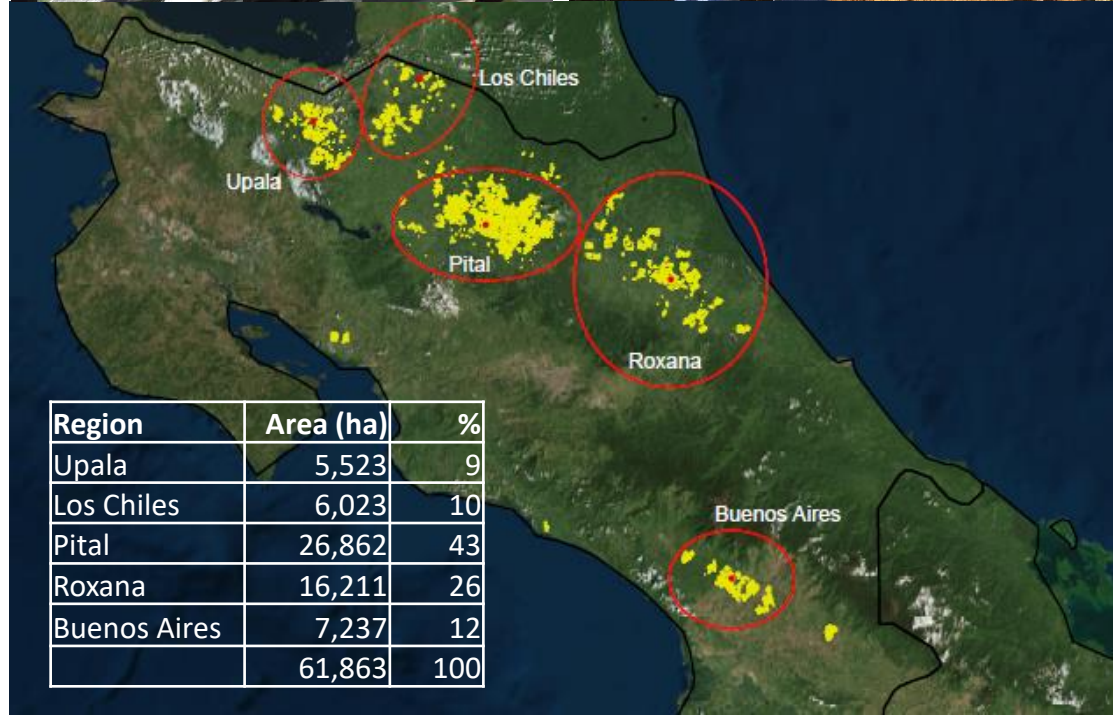 Los Chiles
Upala
Pital
Roxana
Buenos Aires
Region Area (ha) %
Upala 5,523 9
Los Chiles 6,023 10
Pital 26,862 43
Roxana 16,211 26
Buenos Aires 7,237 12
61,863 100